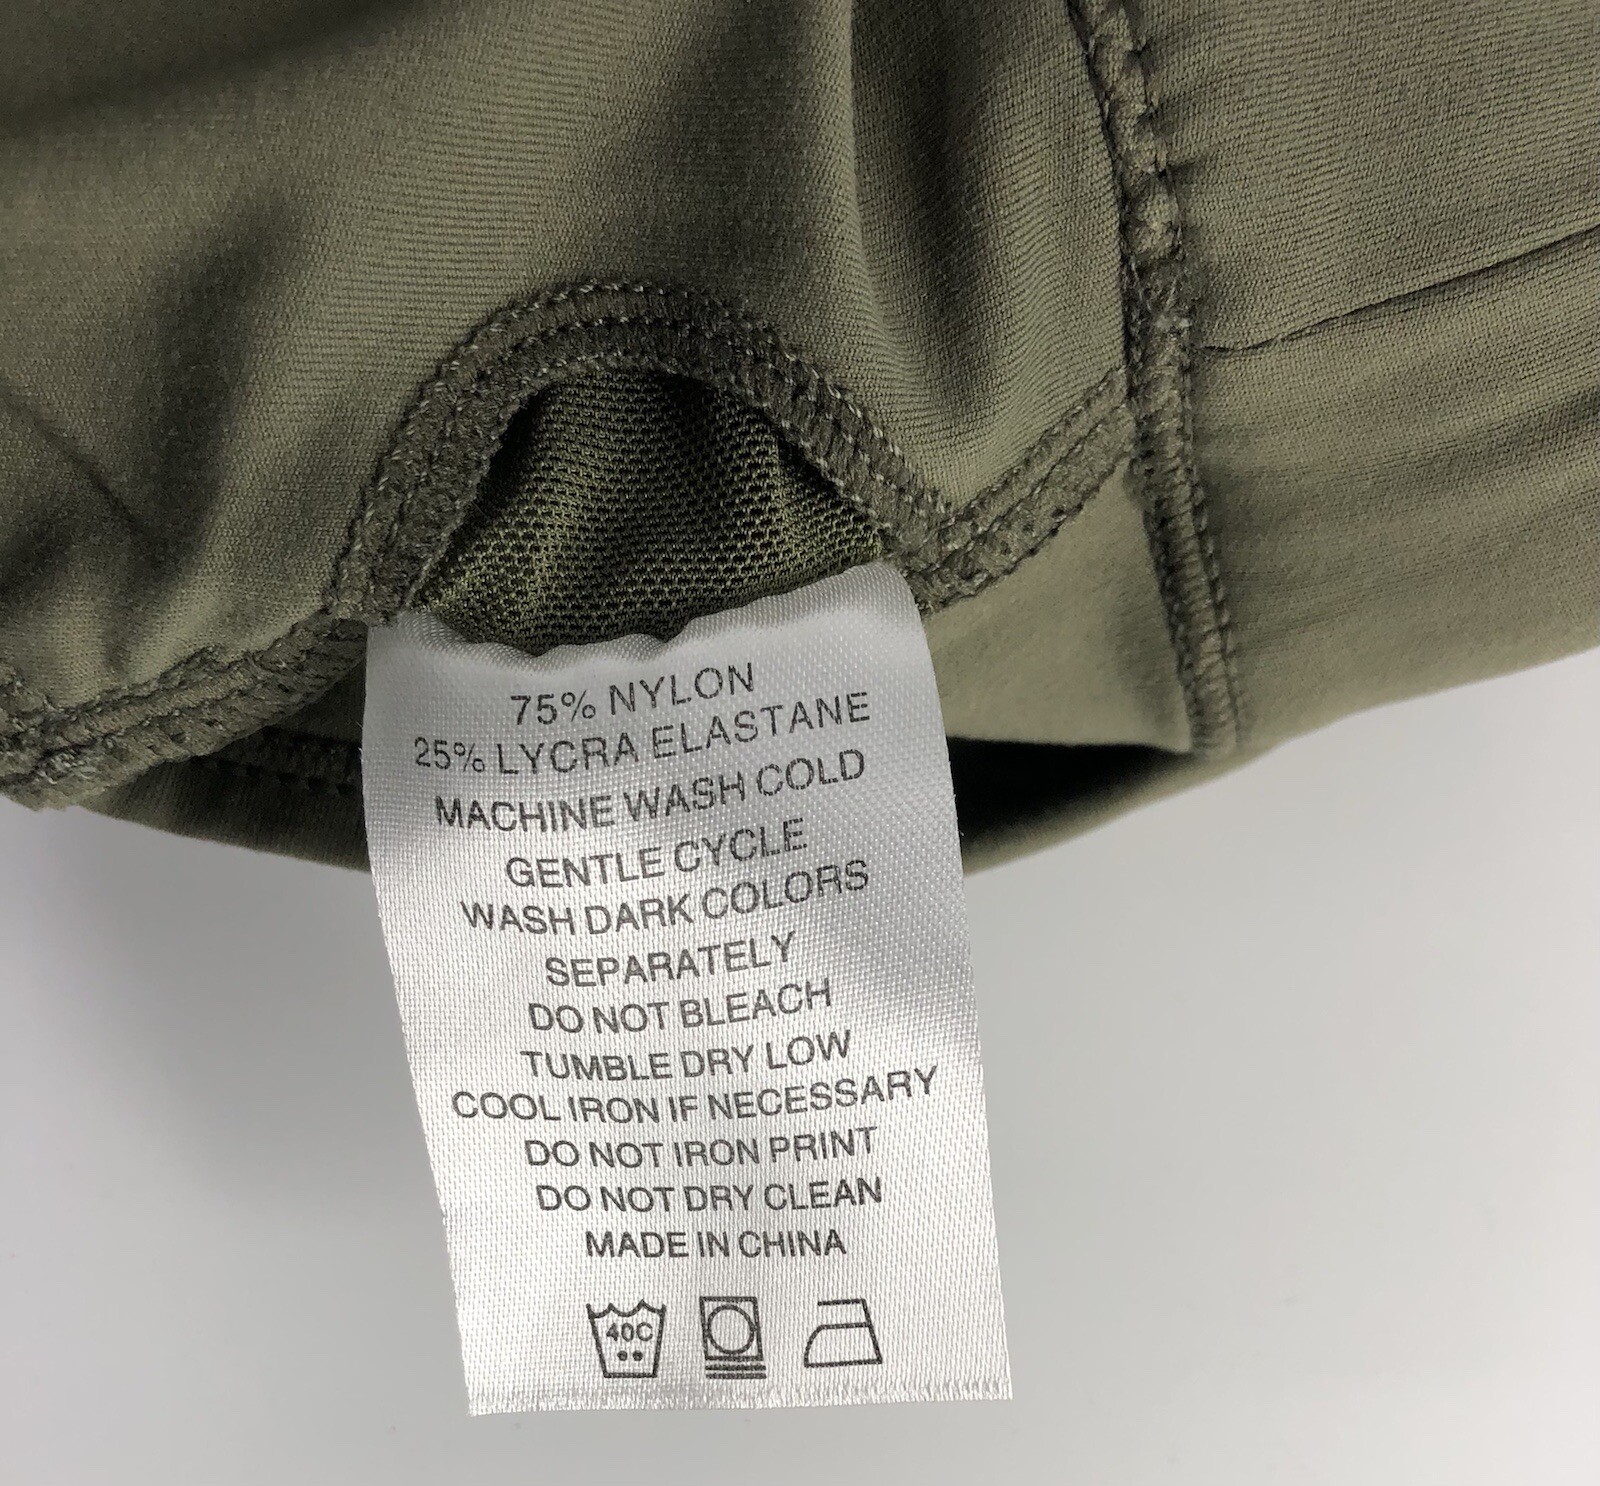 75% NYLON
25% LYCRA ELASTANE
MACHINE WASH COLD
GENTLE CYCLE
WASH DARK COLORS
SEPARATELY
DO NOT BLEACH
TUMBLE DRY LOW
COOL IRON IF NECESSARY
DO NOT IRON PRINT
DO NOT DRY CLEAN
MADE IN CHINA
40C